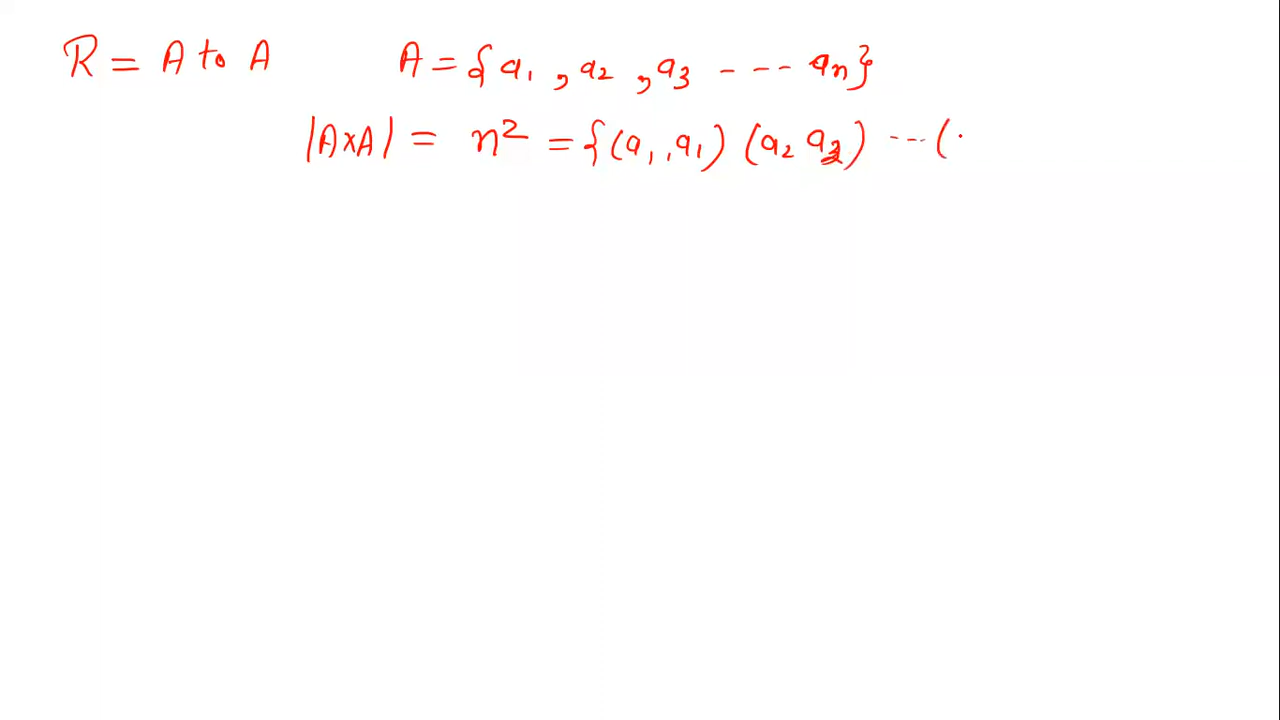 R = A to A A = {a₁ , a₂ , a₃ - - - - aₙ}
|A×A| = n² = {(a₁ , a₁) (a₂ a₂) ---- (.